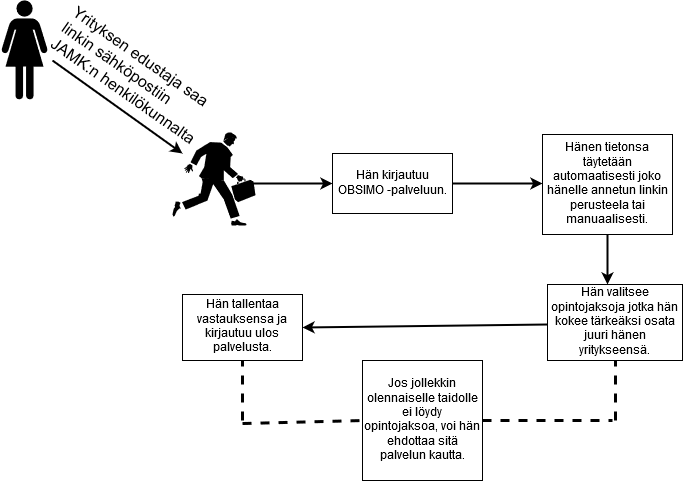 Yrityksen edustaja saa
linkin sähköpostiin
JAMK:n henkilökunnalta
Hän kirjautuu
OBSIMO -palveluun.
Hänen tietonsa
täytetään
automaatisesti joko
hänelle annetun linkin
perusteela tai
manuaalisesti.
Hän valitsee
opintojaksoja jotka hän
kokee tärkeäksi osata
juuri hänen
yritykseensä.
Hän tallentaa
vastauksensa ja
kirjautuu ulos
palvelusta.
Jos jollekkin
olennaiselle taidolle
ei löydy
opintojaksoa, voi hän
ehdottaa sitä
palvelun kautta.